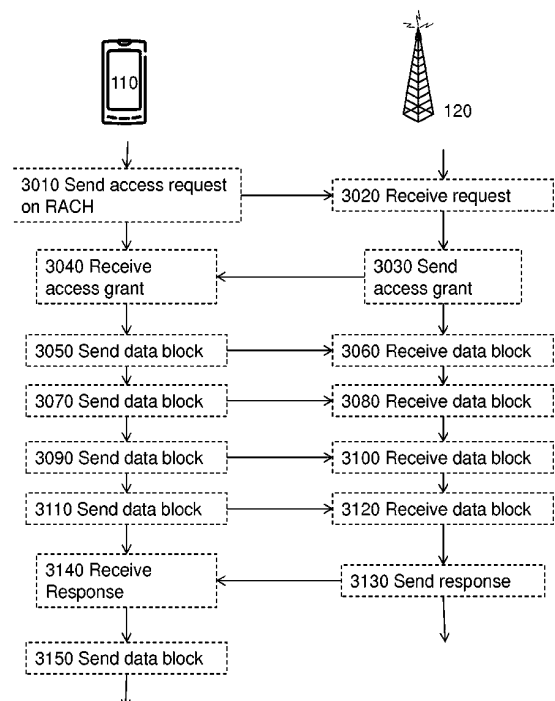 110
120
3010 Send access request
on RACH
3020 Receive request
3040 Receive
access grant
3030 Send
access grant
3050 Send data block
3060 Receive data block
3070 Send data block
3080 Receive data block
3090 Send data block
3100 Receive data block
3110 Send data block
3120 Receive data block
3140 Receive
Response
3130 Send response
3150 Send data block